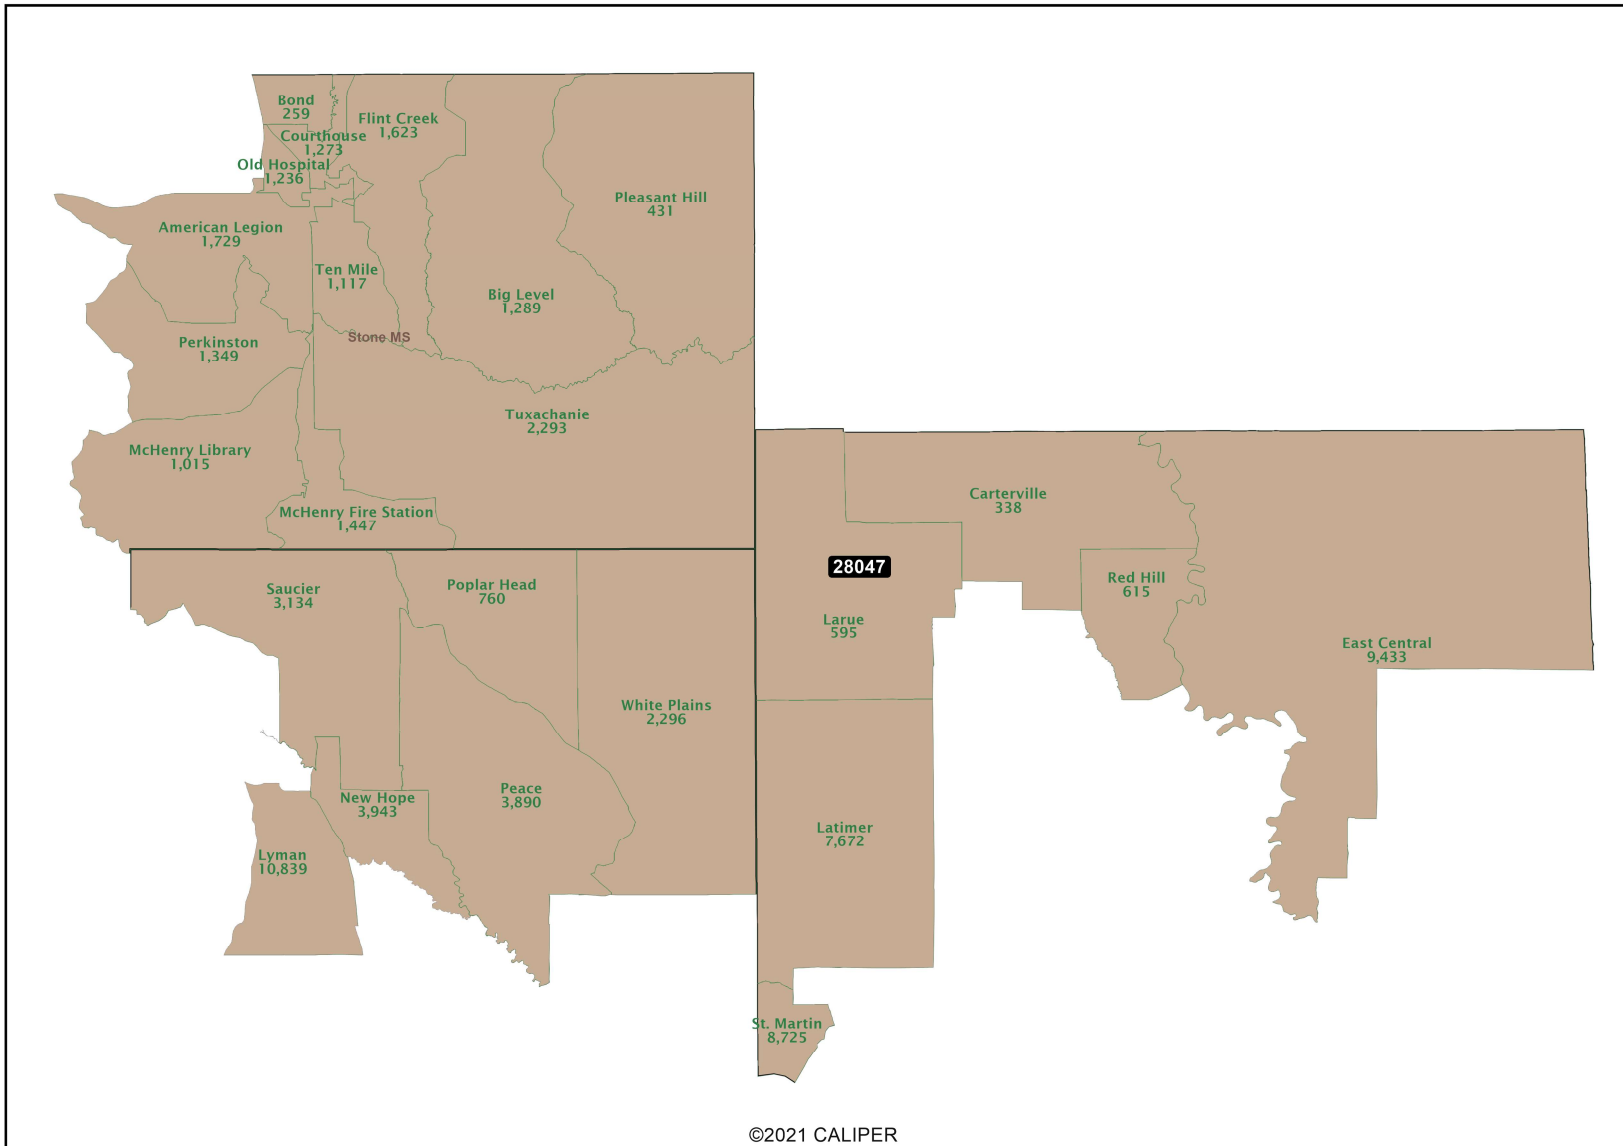 Bond
259
Flint Creek
1,623
Courthouse
1,273
Old Hospital
1,236
Pleasant Hill
431
American Legion
1,729
Ten Mile
1,117
Big Level
1,289
Stone MS
Perkinston
1,349
Tuxachanie
2,293
McHenry Library
1,015
McHenry Fire Station
1,447
Carterville
338
28047
Red Hill
615
Saucier
3,134
Poplar Head
760
Larue
595
East Central
9,433
White Plains
2,296
Peace
3,890
New Hope
3,943
Latimer
7,672
Lyman
10,839
St. Martin
8,725
©2021 CALIPER